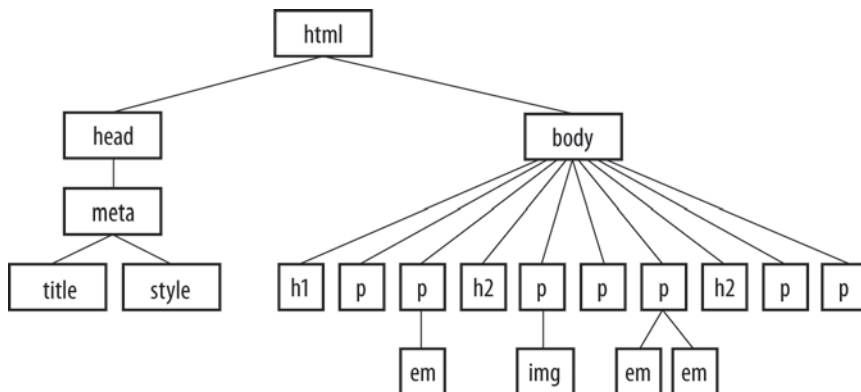 html
head
body
meta
title style h1 p p h2 p p p h2 p p
em img em em